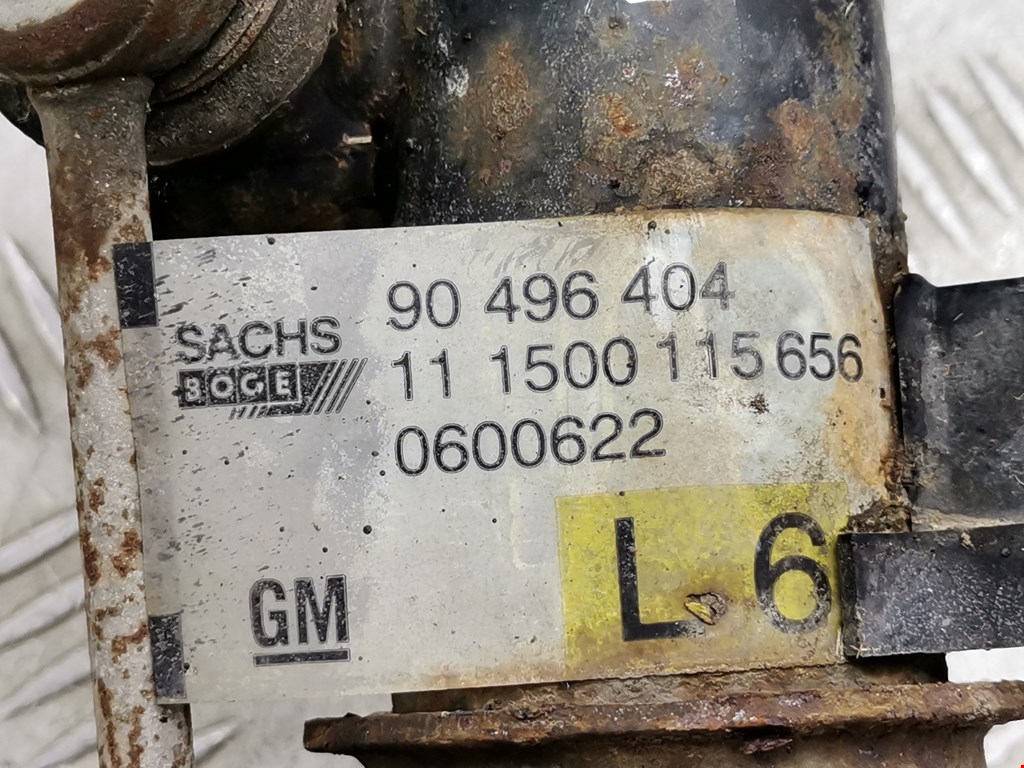 SACHS
BOGE
90 496 404
11 1500 115 656
0600622
GM
L 6